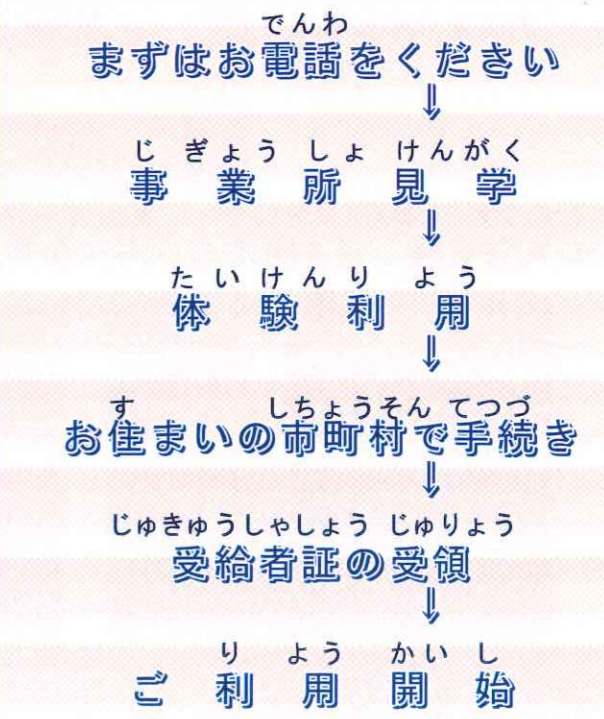 でんわ
まずはお電話をください
⇓
じ ぎょう しょ けんがく
事 業 所 見 学
⇓
たいけんり よう
体 験 利 用
⇓
す しちょうそん てつづ
お住まいの市町村で手続き
⇓
じゅきゅうしゃしょう じゅりょう
受給者証の受領
⇓
り よう かい し
ご 利 用 開 始